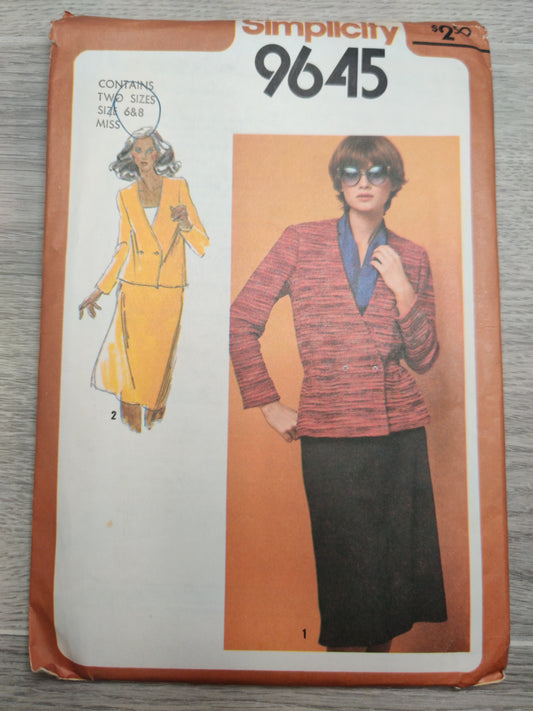 Simplicity
$2.50
9645
CONTAINS
TWO SIZES
SIZE 6&8
MISS
2
1